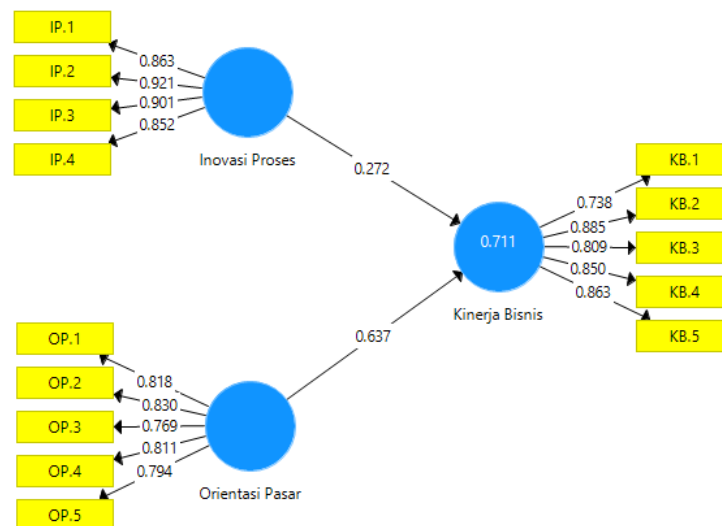 IP.1
IP.2
IP.3
IP.4
0.863
0.921
0.901
0.852
Inovasi Proses
0.272
KB.1
KB.2
KB.3
KB.4
KB.5
0.738
0.885
0.809
0.850
0.863
0.711
Kinerja Bisnis
0.637
OP.1
OP.2
OP.3
OP.4
OP.5
0.818
0.830
0.769
0.811
0.794
Orientasi Pasar